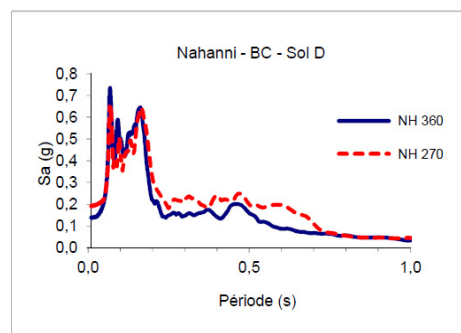 Nahanni - BC - Sol D
0,8
0,7
0,6
0,5
0,4
0,3
0,2
0,1
0,0
Sa (g)
NH 360
NH 270
0,0
0,5
1,0
Période (s)